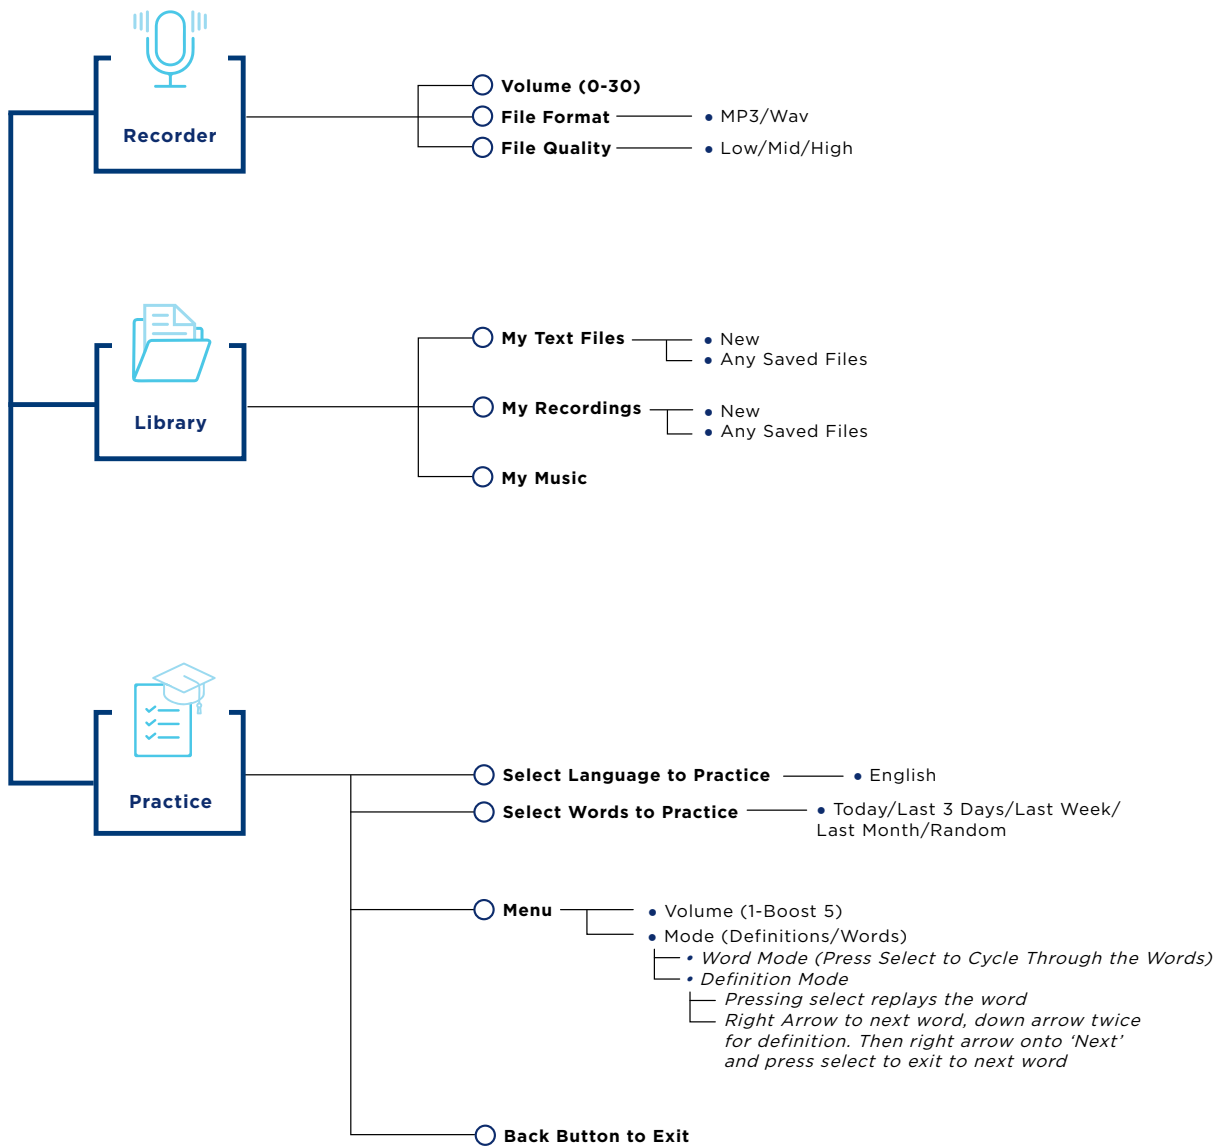 Recorder
Volume (0-30)
File Format
• MP3/Wav
File Quality
• Low/Mid/High
Library
My Text Files
• New
• Any Saved Files
My Recordings
• New
• Any Saved Files
My Music
Practice
Select Language to Practice
• English
Select Words to Practice
• Today/Last 3 Days/Last Week/
Last Month/Random
Menu
• Volume (1-Boost 5)
• Mode (Definitions/Words)
• Word Mode (Press Select to Cycle Through the Words)
• Definition Mode
Pressing select replays the word
Right Arrow to next word, down arrow twice
for definition. Then right arrow onto ‘Next’
and press select to exit to next word
Back Button to Exit